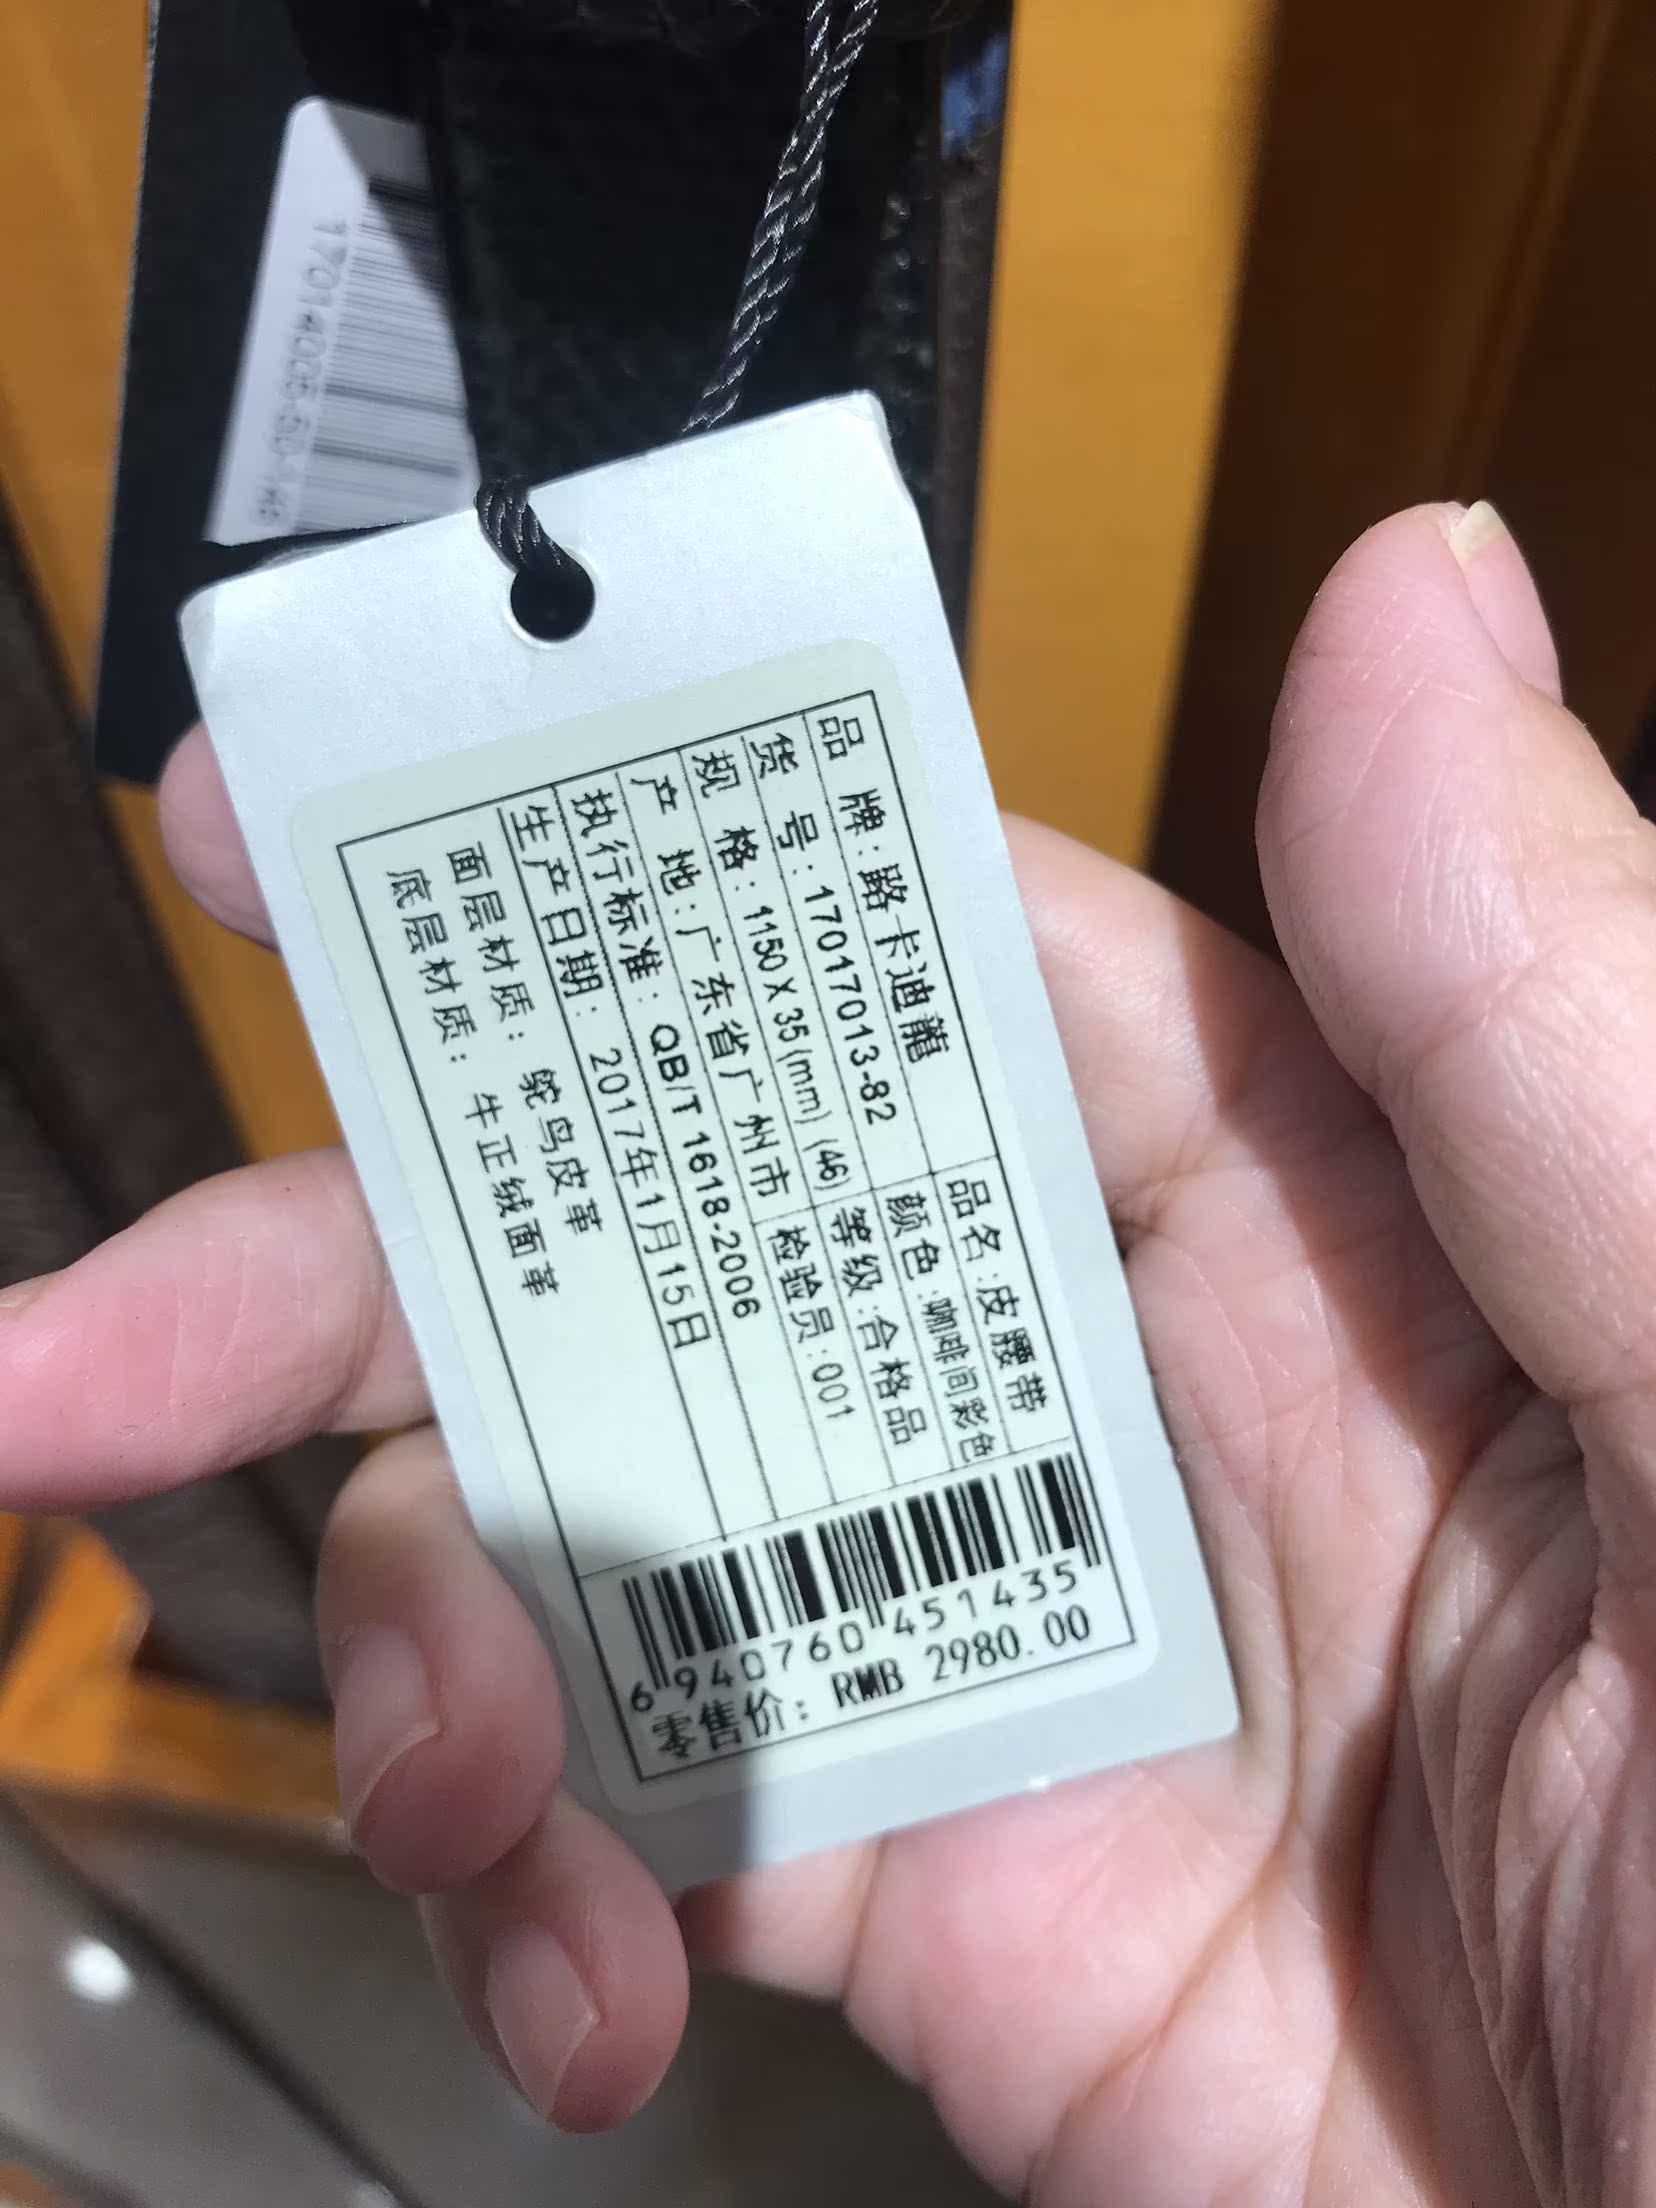 品 牌:路卡迪龍 品名:皮腰带
货 号:17017013-82 颜色:咖啡间彩色
规 格:1150X35(mm)(46) 等级:合格品
产 地:广东省广州市 检验员:001
执行标准: QB/T 1618-2006
生产日期: 2017年1月15日
面层材质: 鸵鸟皮革
底层材质: 牛正绒面革
6 940760 451435
零售价: RMB 2980.00